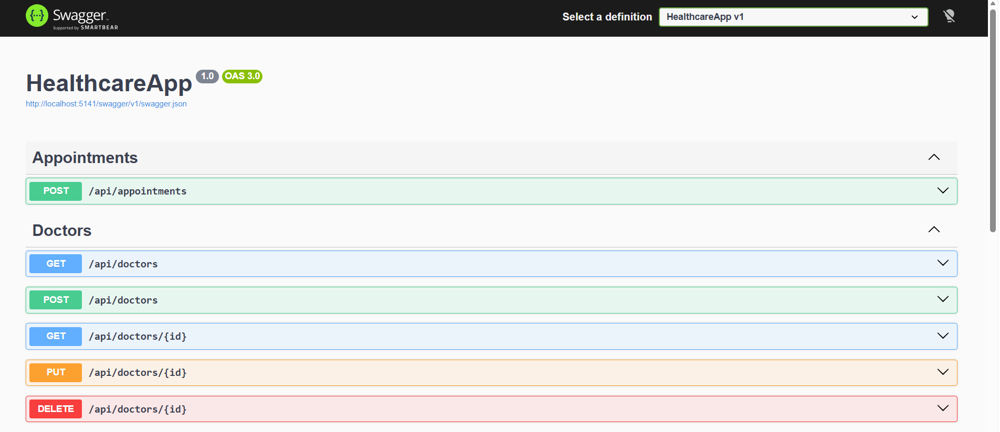 Swagger
Supported by SMARTBEAR
Select a definition
HealthcareApp v1
HealthcareApp 1.0 OAS 3.0
http://localhost:5141/swagger/v1/swagger.json
Appointments
POST /api/appointments
Doctors
GET /api/doctors
POST /api/doctors
GET /api/doctors/{id}
PUT /api/doctors/{id}
DELETE /api/doctors/{id}